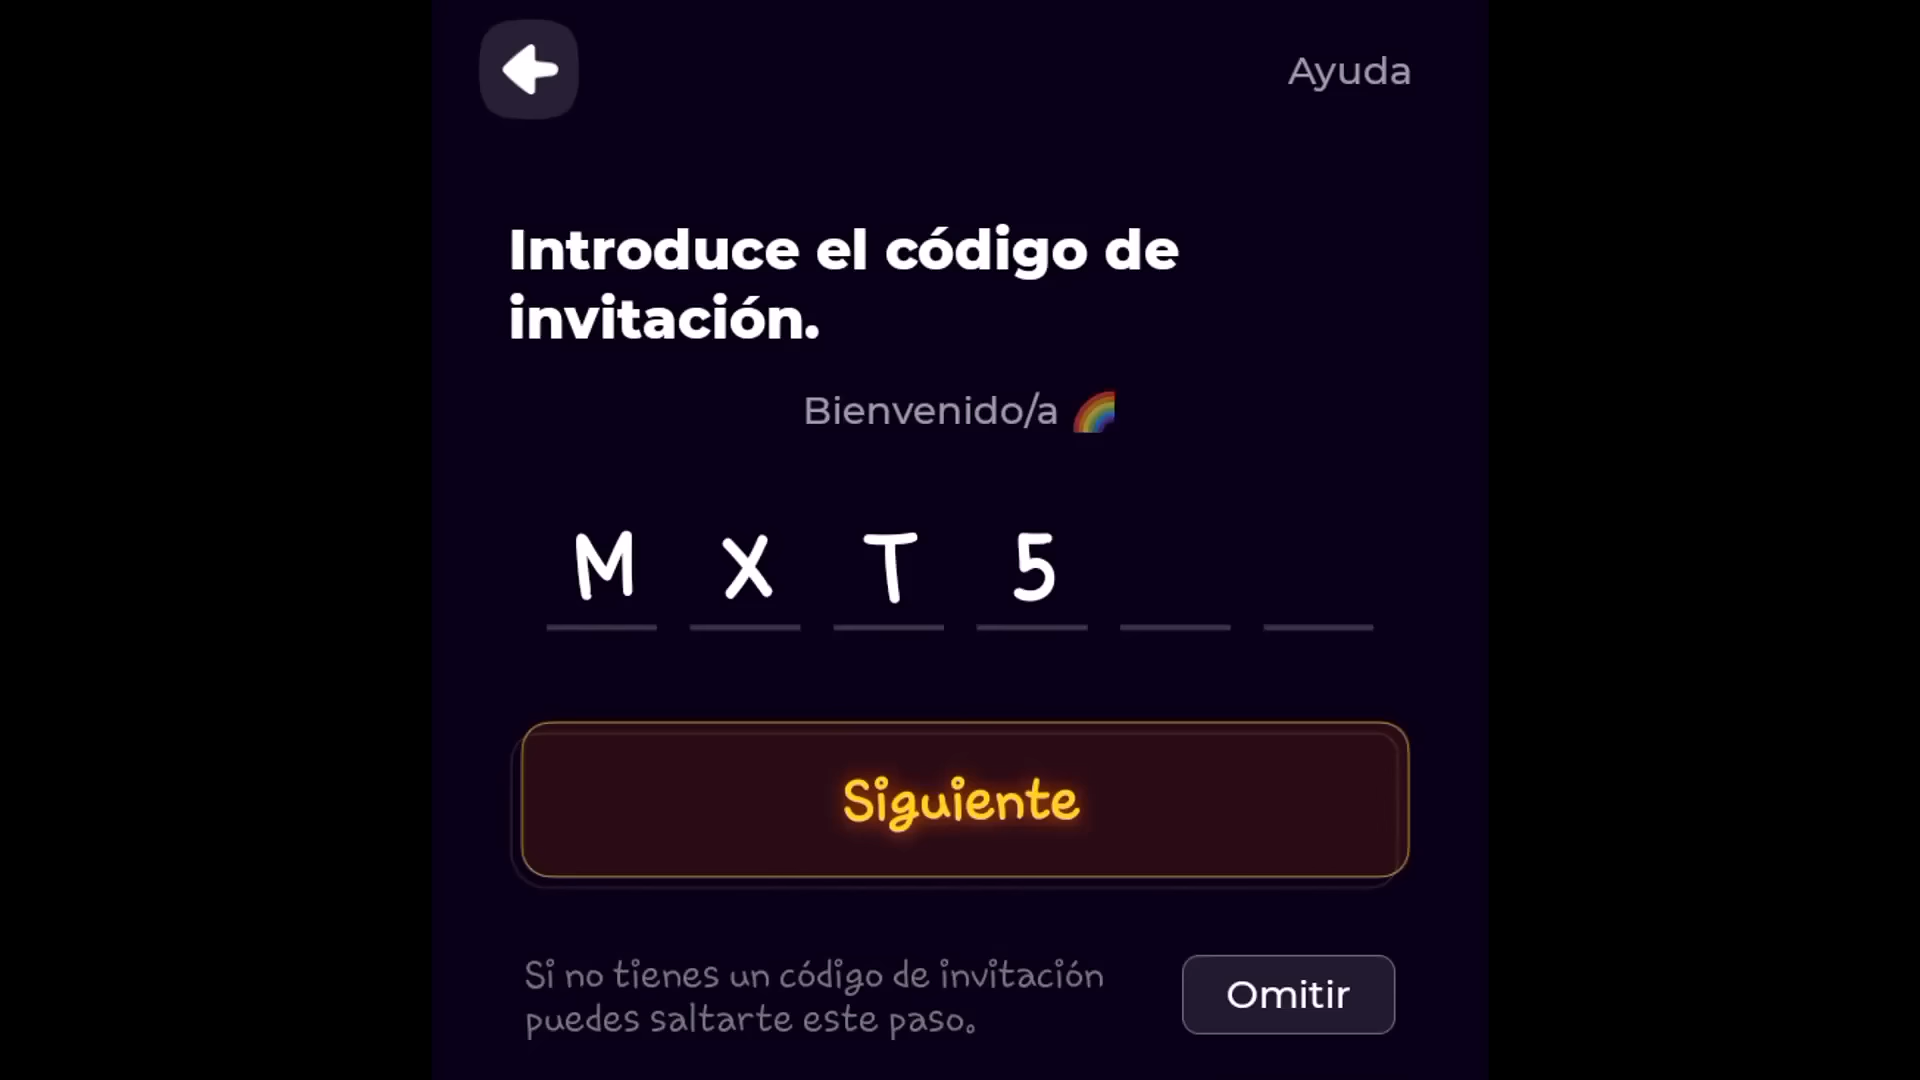 Ayuda
Introduce el código de
invitación.
Bienvenido/a 🌈
M X T 5
Siguiente
Si no tienes un código de invitación
puedes saltarte este paso.
Omitir